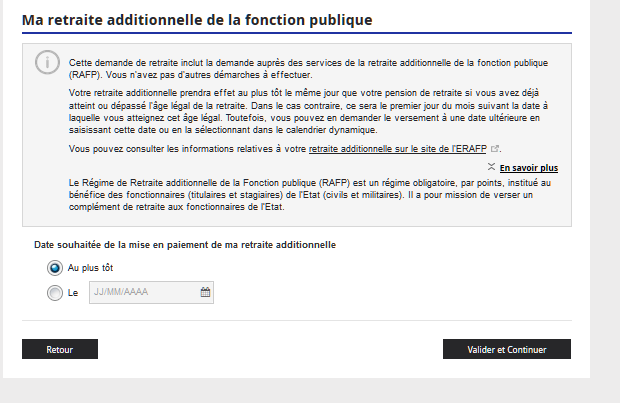 Ma retraite additionnelle de la fonction publique
Cette demande de retraite inclut la demande auprès des services de la retraite additionnelle de la fonction publique
(RAFP). Vous n'avez pas d'autres démarches à effectuer.
Votre retraite additionnelle prendra effet au plus tôt le même jour que votre pension de retraite si vous avez déjà
atteint ou dépassé l'âge légal de la retraite. Dans le cas contraire, ce sera le premier jour du mois suivant la date à
laquelle vous atteignez cet âge légal. Toutefois, vous pouvez en demander le versement à une date ultérieure en
saisissant cette date ou en la sélectionnant dans le calendrier dynamique.
Vous pouvez consulter les informations relatives à votre retraite additionnelle sur le site de l'ERAFP.
En savoir plus
Le Régime de Retraite additionnelle de la Fonction publique (RAFP) est un régime obligatoire, par points, institué au
bénéfice des fonctionnaires (titulaires et stagiaires) de l'Etat (civils et militaires). Il a pour mission de verser un
complément de retraite aux fonctionnaires de l'Etat.
Date souhaitée de la mise en paiement de ma retraite additionnelle
Au plus tôt
Le JJ/MM/AAAA
Retour Valider et Continuer